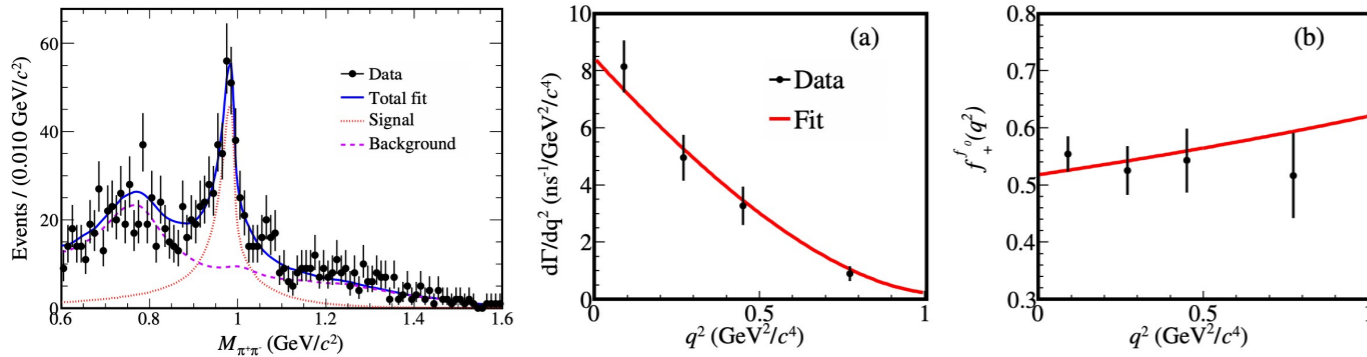 Events / (0.010 GeV/c²)
60
40
20
0
0.6 0.8 1 1.2 1.4 1.6
M_π⁺π⁻ (GeV/c²)
Data
Total fit
Signal
Background
dΓ/dq² (ns⁻¹/GeV²/c⁴)
10
8
6
4
2
0
0 0.5 1
q² (GeV²/c⁴)
(a)
Data
Fit
f₊^f₀(q²)
0.8
0.7
0.6
0.5
0.4
0.3
0 0.5 1
q² (GeV²/c⁴)
(b)